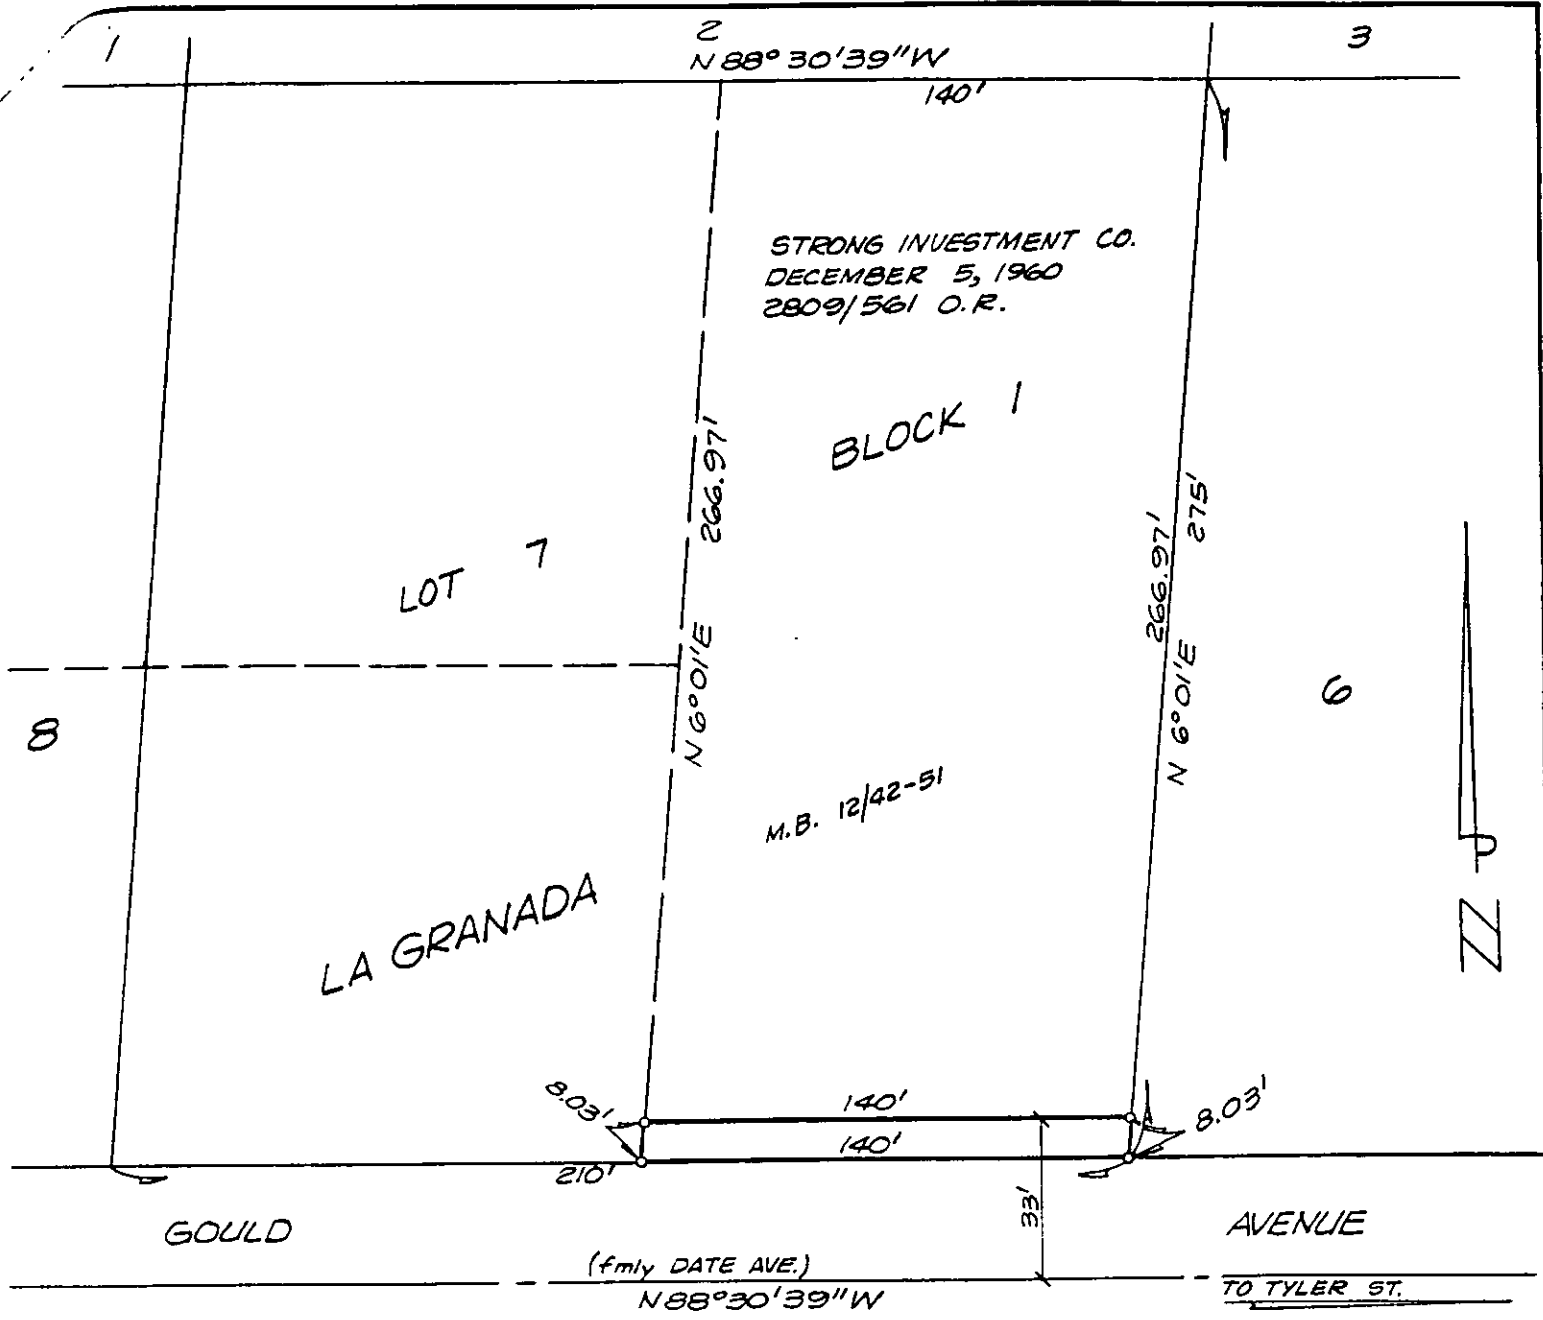 1
2
3
N 88° 30' 39" W
140'
STRONG INVESTMENT CO.
DECEMBER 5, 1960
2809/561 O.R.
BLOCK 1
266.97'
N 6° 01' E
266.97'
275'
N 6° 01' E
LOT 7
6
8
M.B. 12/42-51
LA GRANADA
N
8.03'
140'
8.03'
140'
210'
33'
GOULD
AVENUE
(fmly DATE AVE.)
N 88° 30' 39" W
TO TYLER ST.